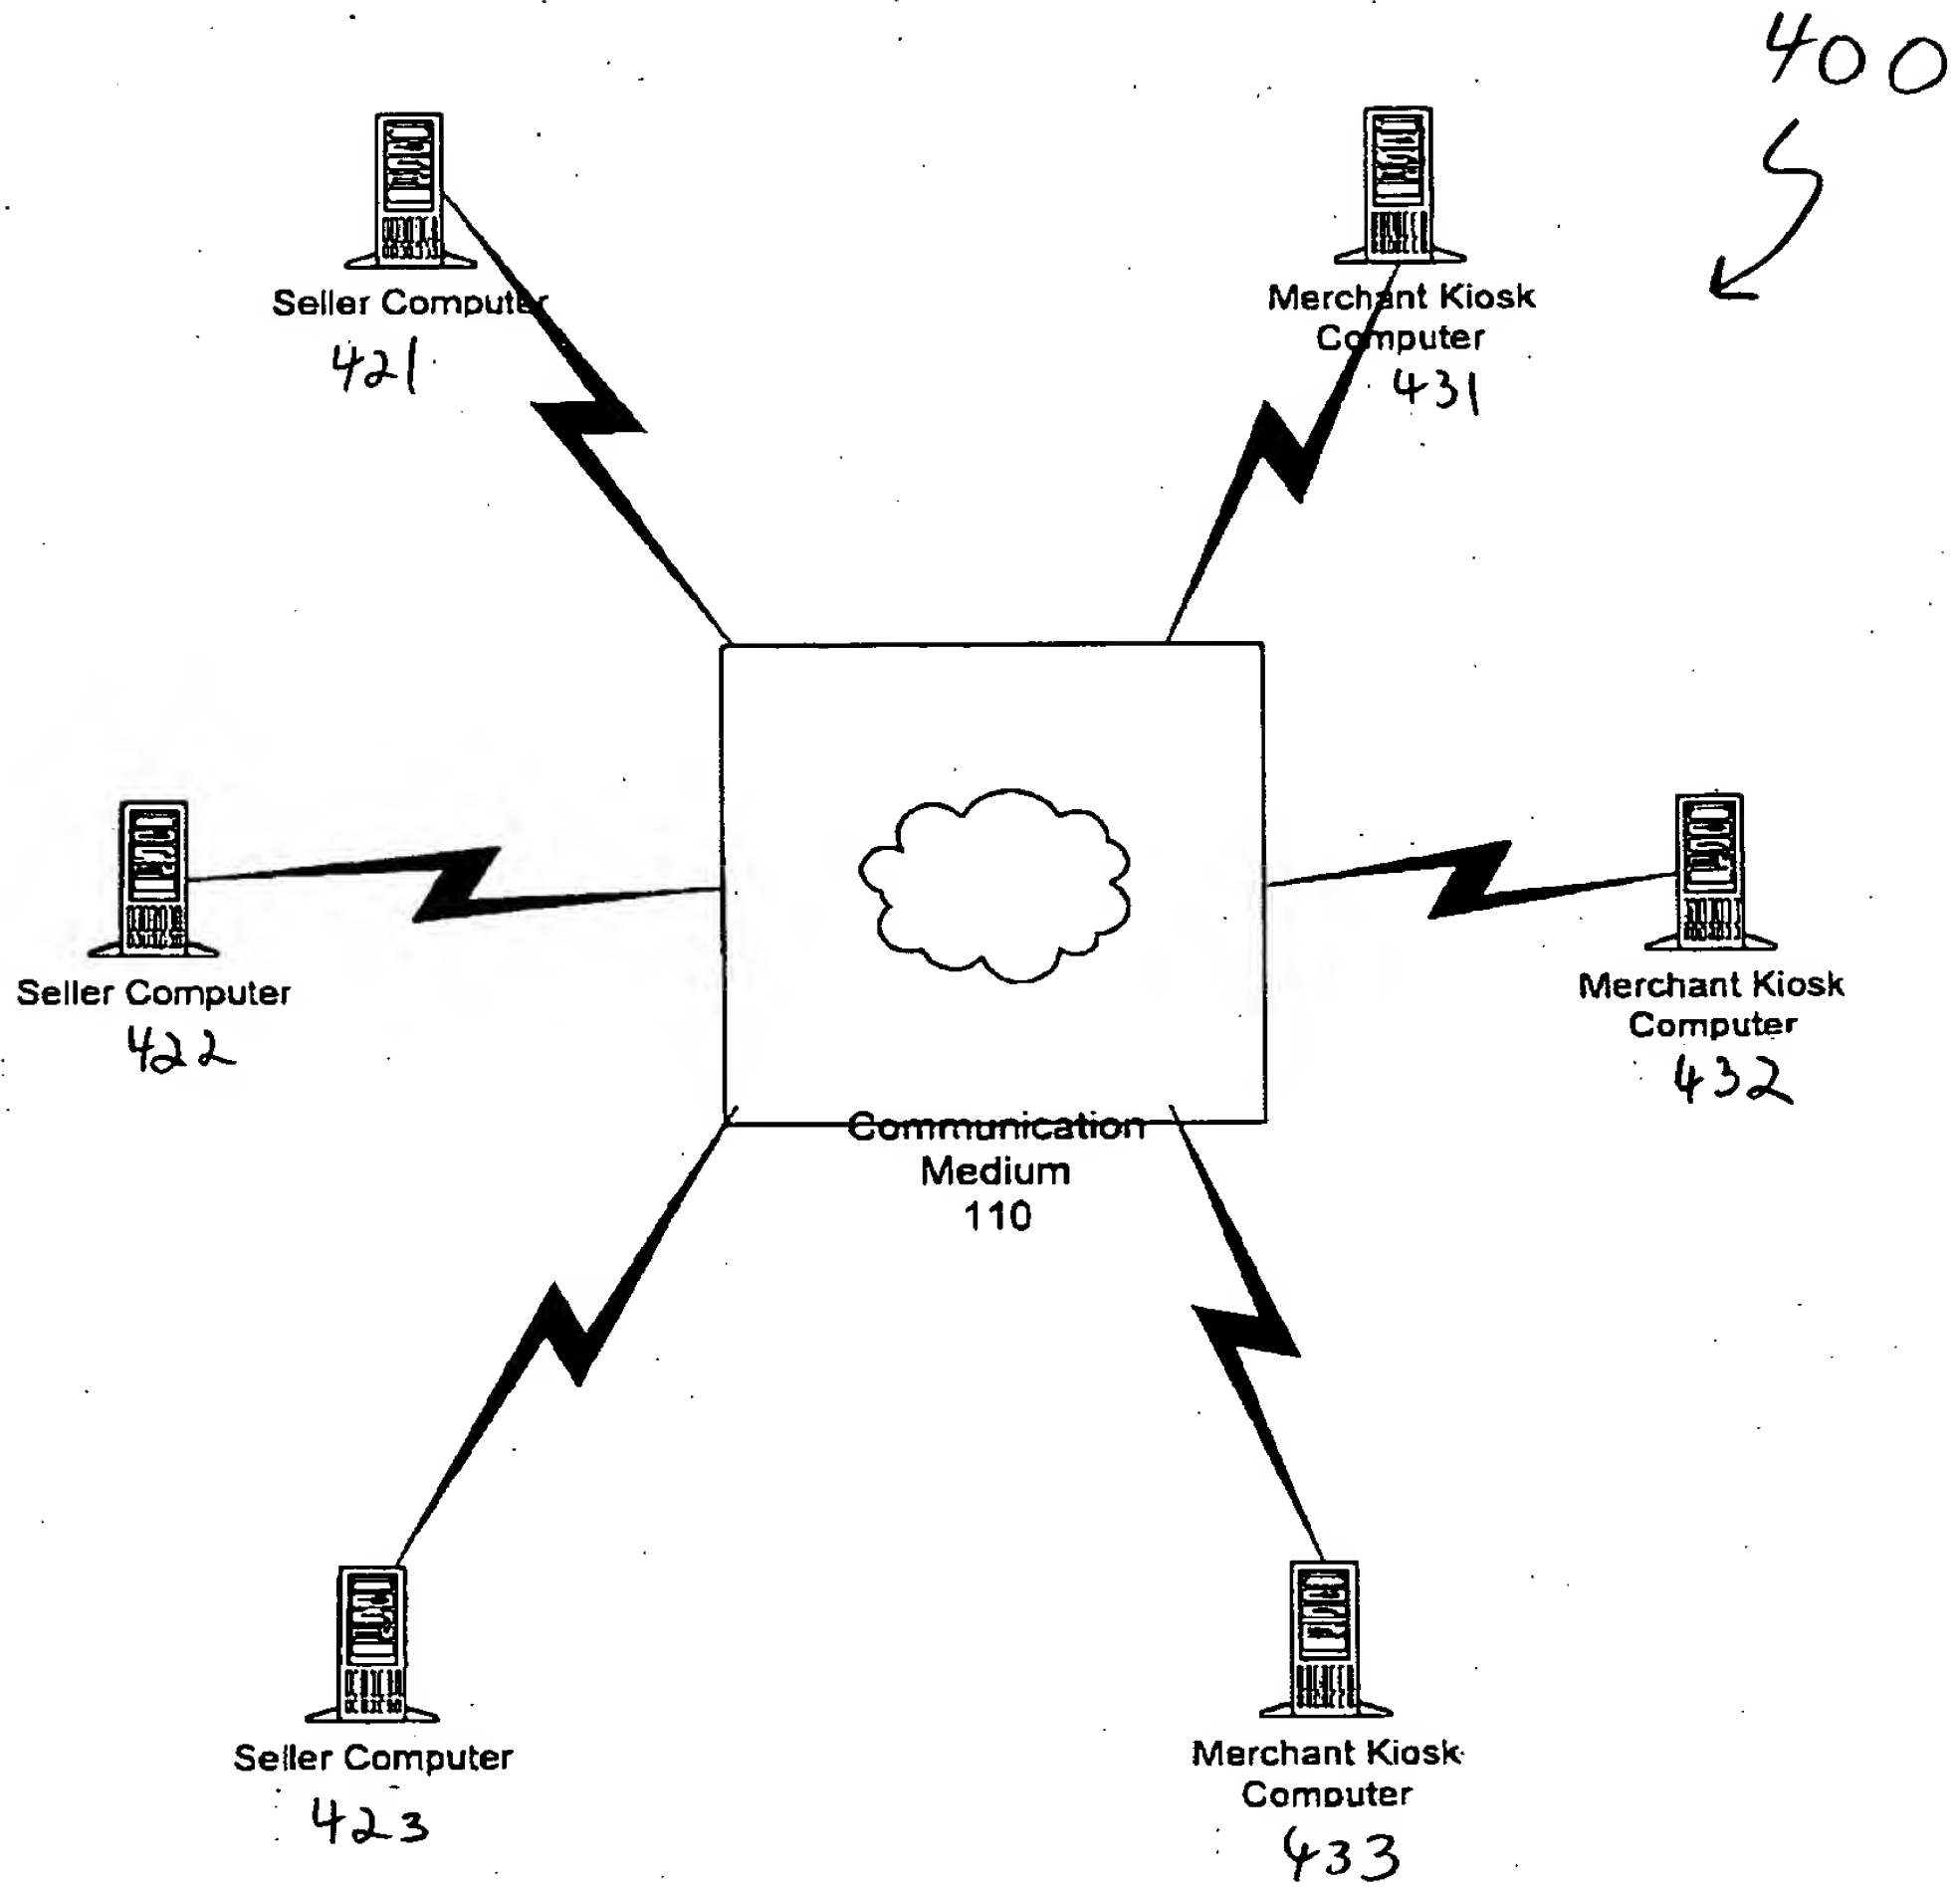 400
Seller Computer
421
Merchant Kiosk
Computer
431
Seller Computer
422
Merchant Kiosk
Computer
432
Communication
Medium
110
Seller Computer
423
Merchant Kiosk
Computer
433